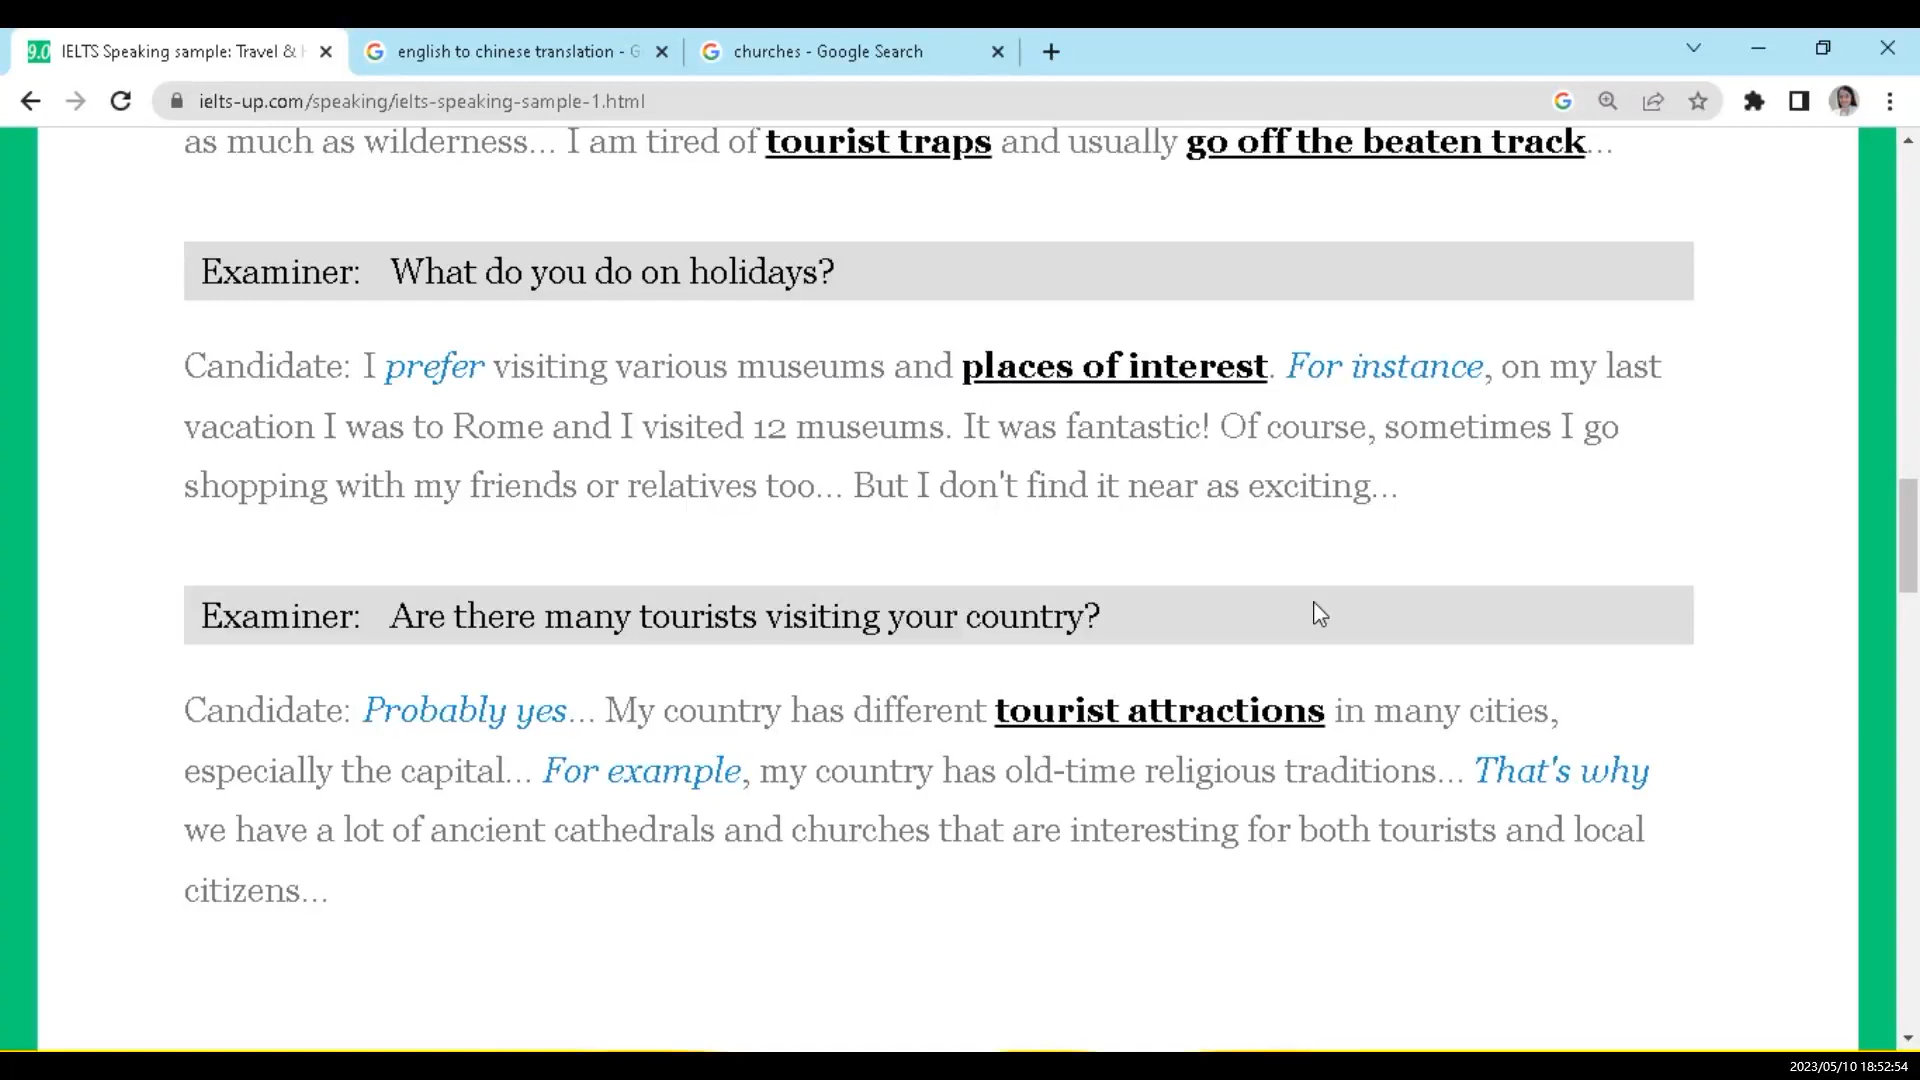 9.0 IELTS Speaking sample: Travel &
english to chinese translation - G
churches - Google Search
ielts-up.com/speaking/ielts-speaking-sample-1.html
as much as wilderness... I am tired of tourist traps and usually go off the beaten track...
Examiner: What do you do on holidays?
Candidate: I prefer visiting various museums and places of interest. For instance, on my last
vacation I was to Rome and I visited 12 museums. It was fantastic! Of course, sometimes I go
shopping with my friends or relatives too... But I don't find it near as exciting...
Examiner: Are there many tourists visiting your country?
Candidate: Probably yes... My country has different tourist attractions in many cities,
especially the capital... For example, my country has old-time religious traditions... That's why
we have a lot of ancient cathedrals and churches that are interesting for both tourists and local
citizens...
2023/05/10 18:52:54